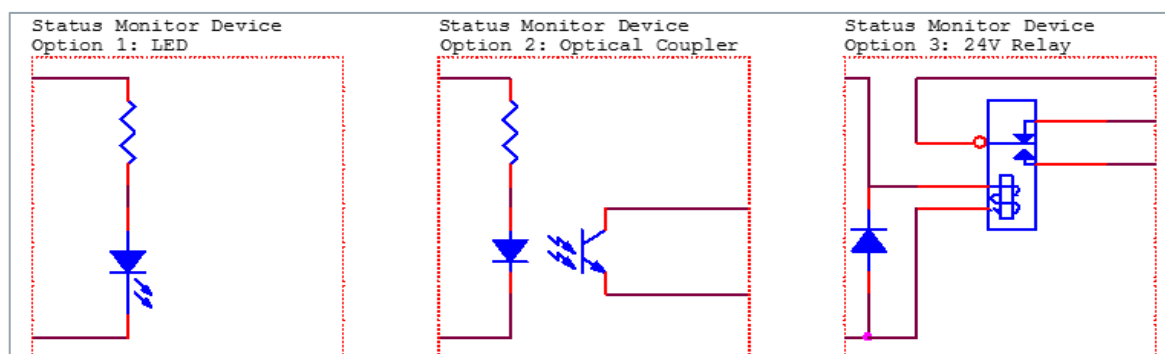 Status Monitor Device
Option 1: LED
Status Monitor Device
Option 2: Optical Coupler
Status Monitor Device
Option 3: 24V Relay